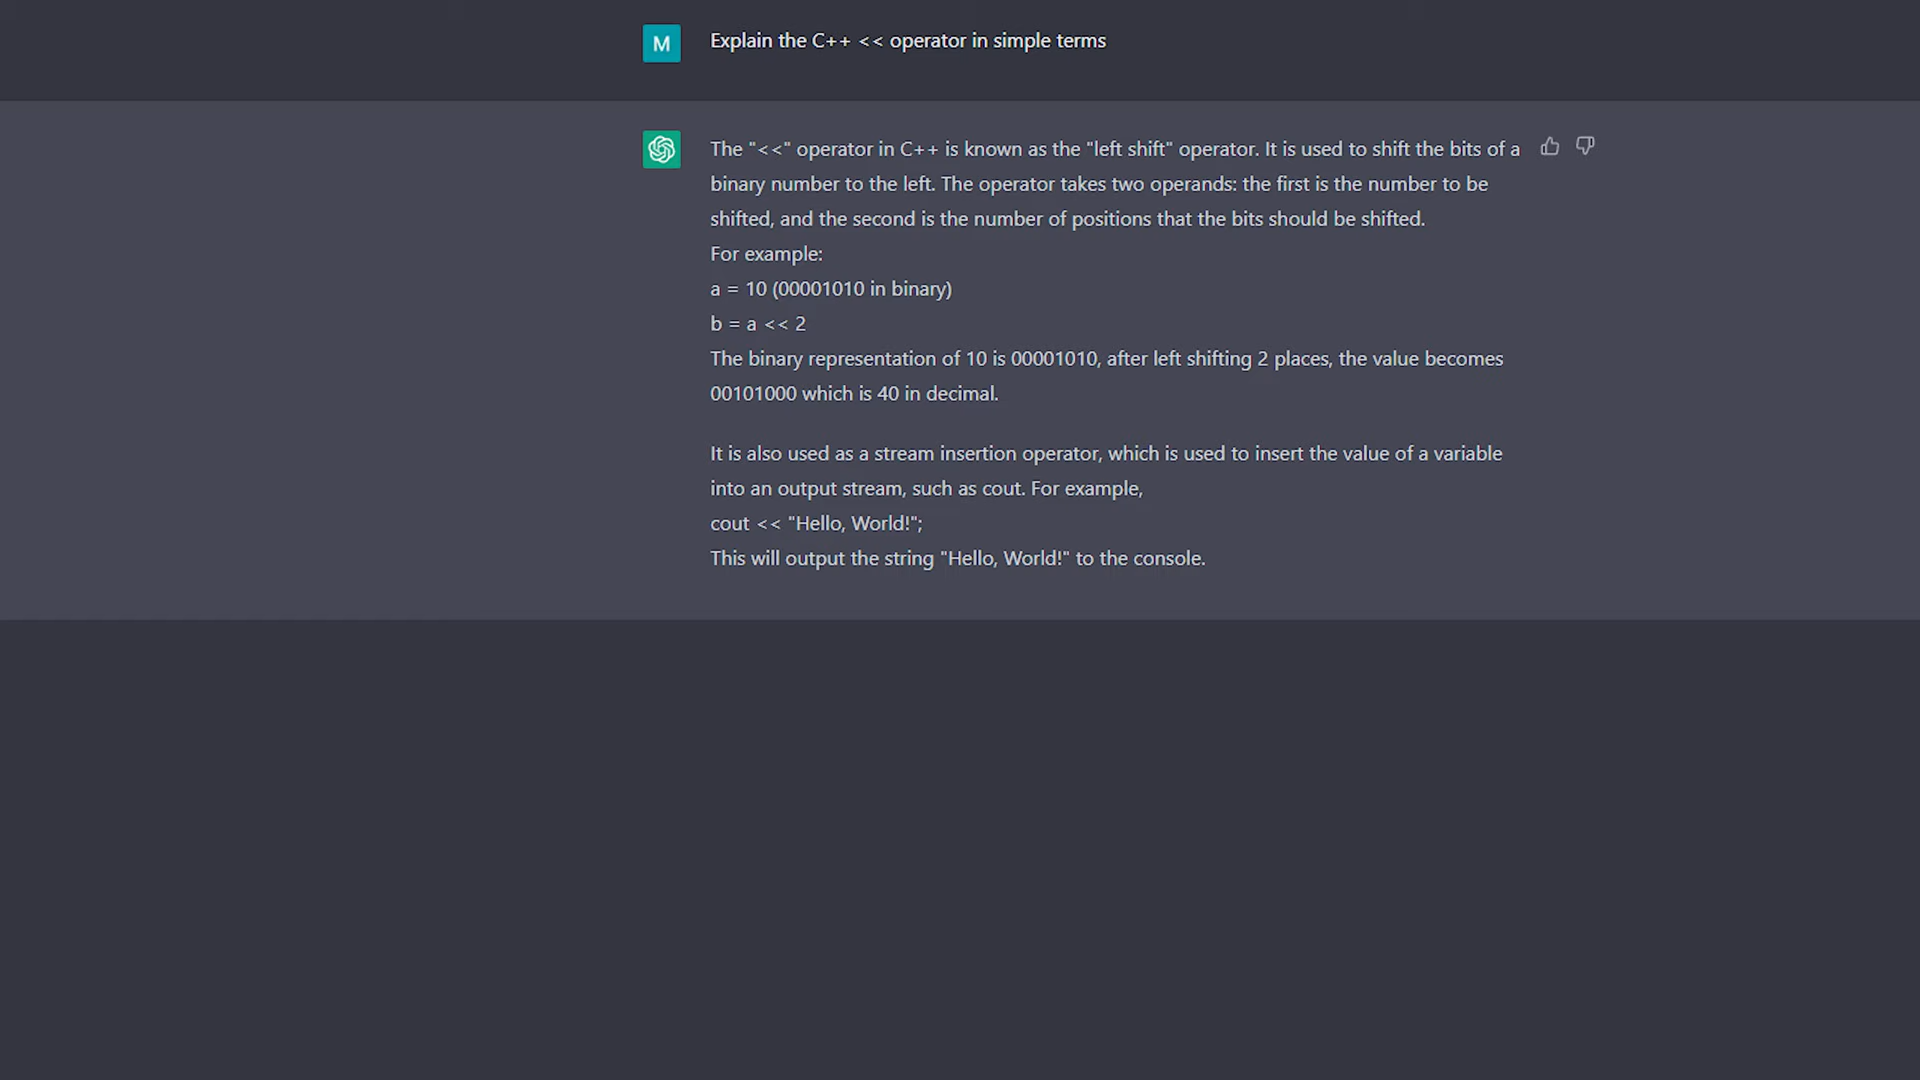 M
Explain the C++ << operator in simple terms
The "<<" operator in C++ is known as the "left shift" operator. It is used to shift the bits of a
binary number to the left. The operator takes two operands: the first is the number to be
shifted, and the second is the number of positions that the bits should be shifted.
For example:
a = 10 (00001010 in binary)
b = a << 2
The binary representation of 10 is 00001010, after left shifting 2 places, the value becomes
00101000 which is 40 in decimal.
It is also used as a stream insertion operator, which is used to insert the value of a variable
into an output stream, such as cout. For example,
cout << "Hello, World!";
This will output the string "Hello, World!" to the console.